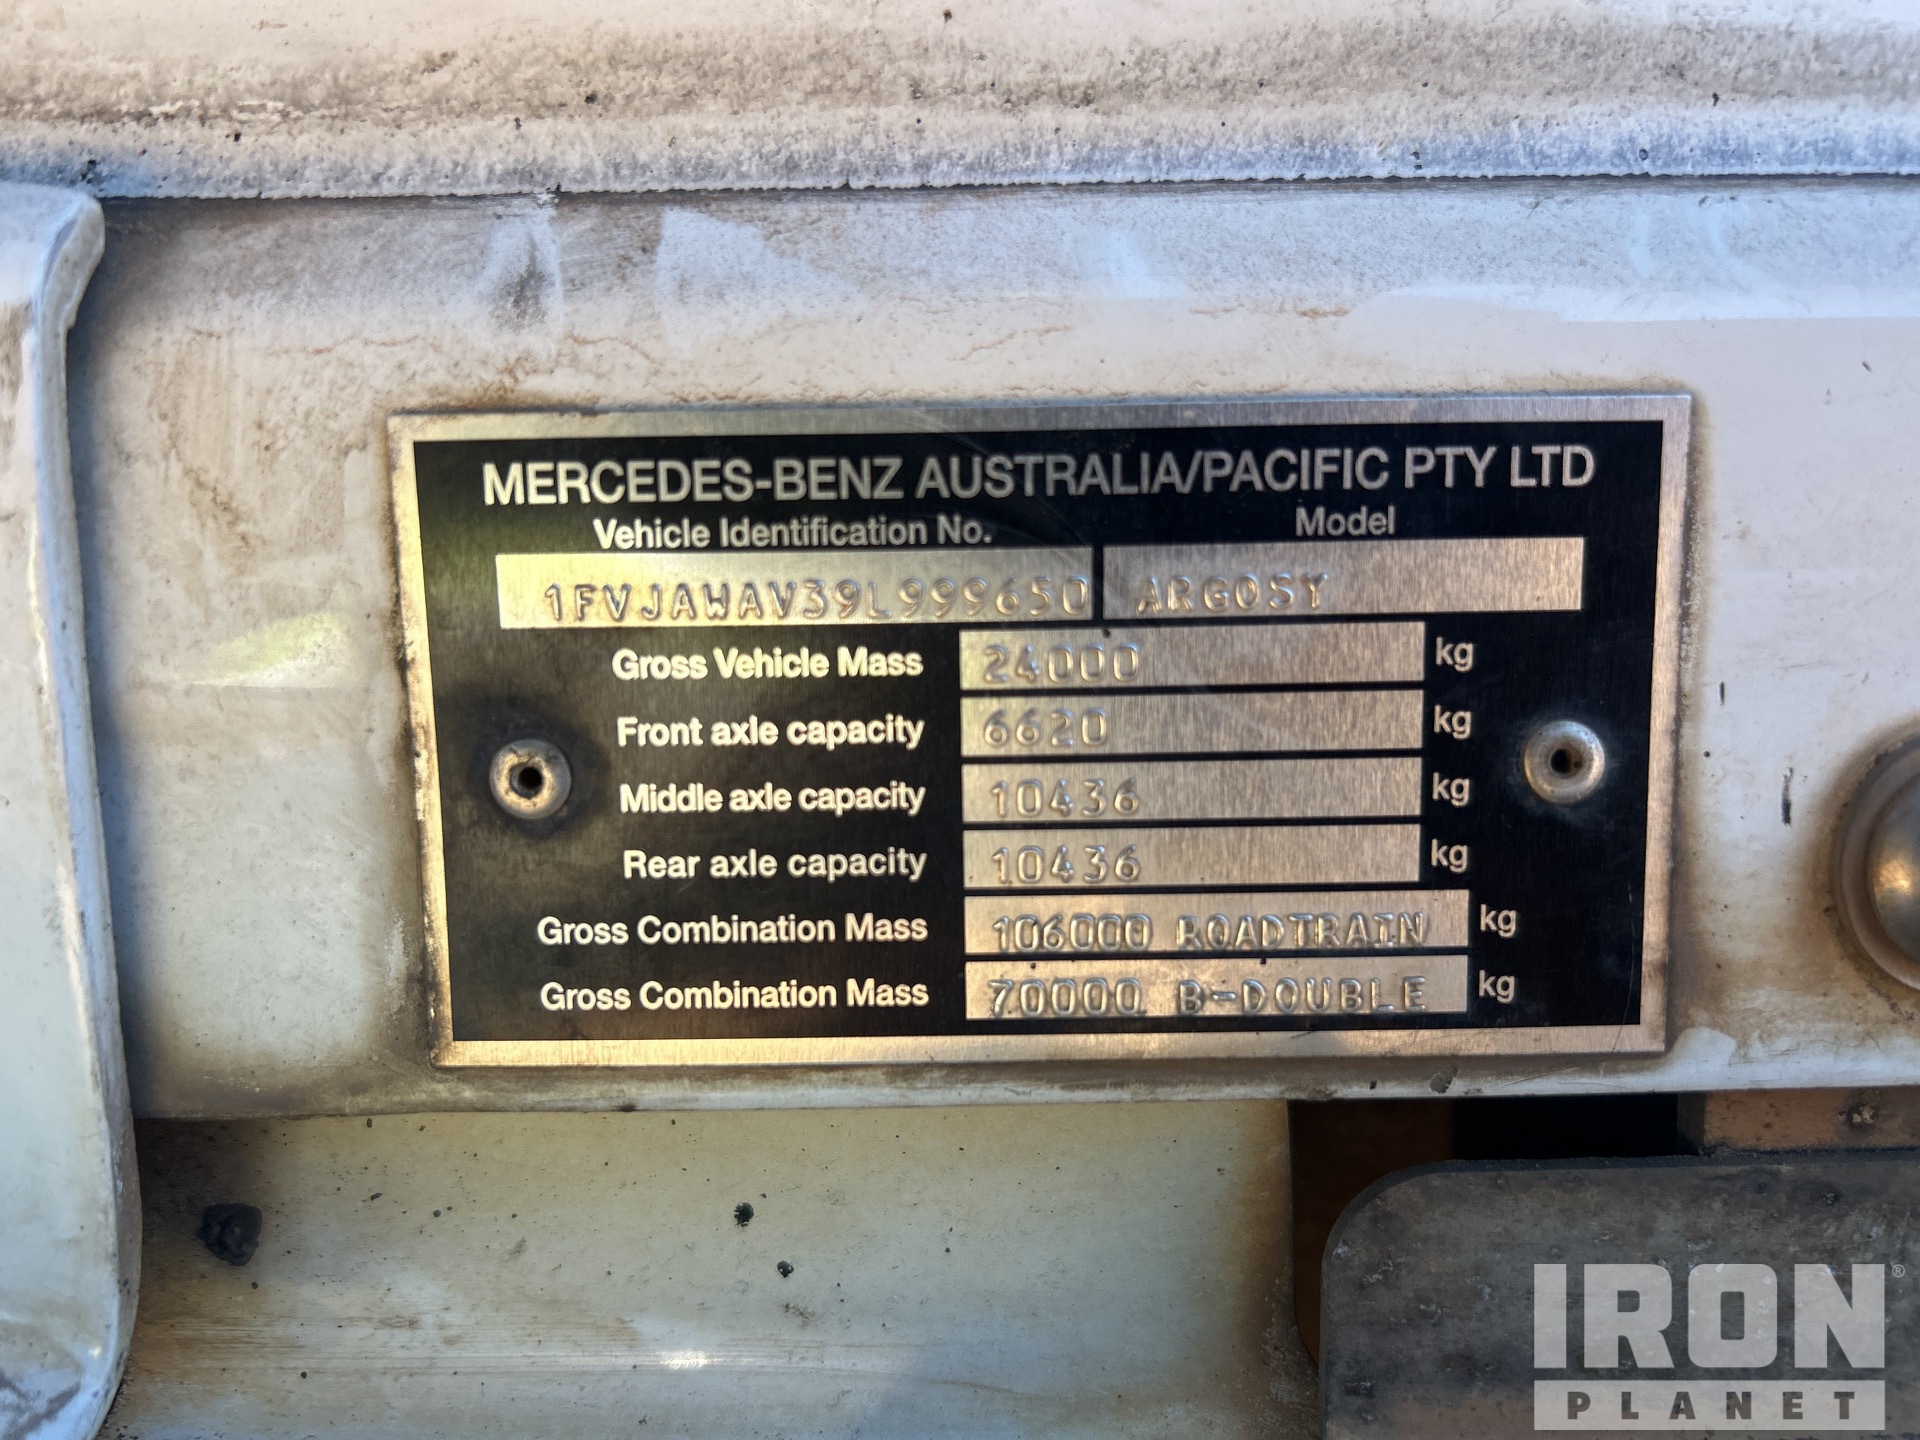 MERCEDES-BENZ AUSTRALIA/PACIFIC PTY LTD
Vehicle Identification No. Model
1FVJAWAV39L999650 ARGOSY
Gross Vehicle Mass 24000 kg
Front axle capacity 6620 kg
Middle axle capacity 10436 kg
Rear axle capacity 10436 kg
Gross Combination Mass 106000 ROADTRAIN kg
Gross Combination Mass 70000 B-DOUBLE kg
IRON®
PLANET